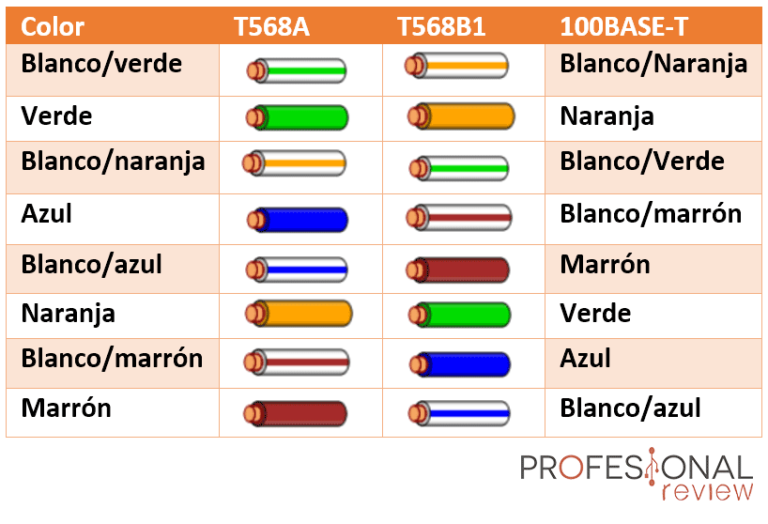 Color T568A T568B1 100BASE-T
Blanco/verde Blanco/Naranja
Verde Naranja
Blanco/naranja Blanco/Verde
Azul Blanco/marrón
Blanco/azul Marrón
Naranja Verde
Blanco/marrón Azul
Marrón Blanco/azul
PROFESIONAL
review